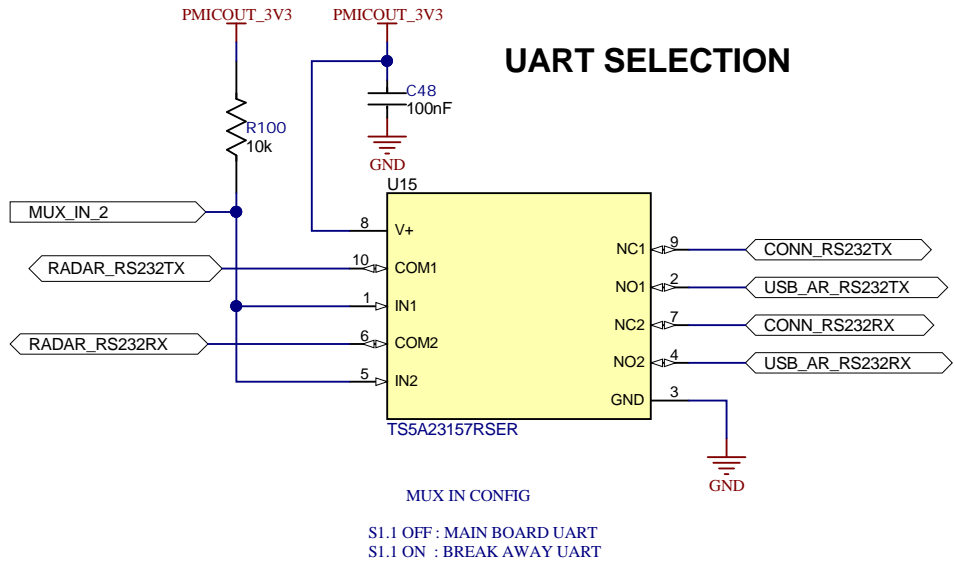 PMICOUT_3V3
PMICOUT_3V3
UART SELECTION
C48
100nF
R100
10k
GND
U15
MUX_IN_2
8
V+
NC1
9
CONN_RS232TX
RADAR_RS232TX
10
COM1
NO1
2
USB_AR_RS232TX
1
IN1
NC2
7
CONN_RS232RX
RADAR_RS232RX
6
COM2
NO2
4
USB_AR_RS232RX
5
IN2
GND
3
TS5A23157RSER
GND
MUX IN CONFIG
S1.1 OFF : MAIN BOARD UART
S1.1 ON : BREAK AWAY UART